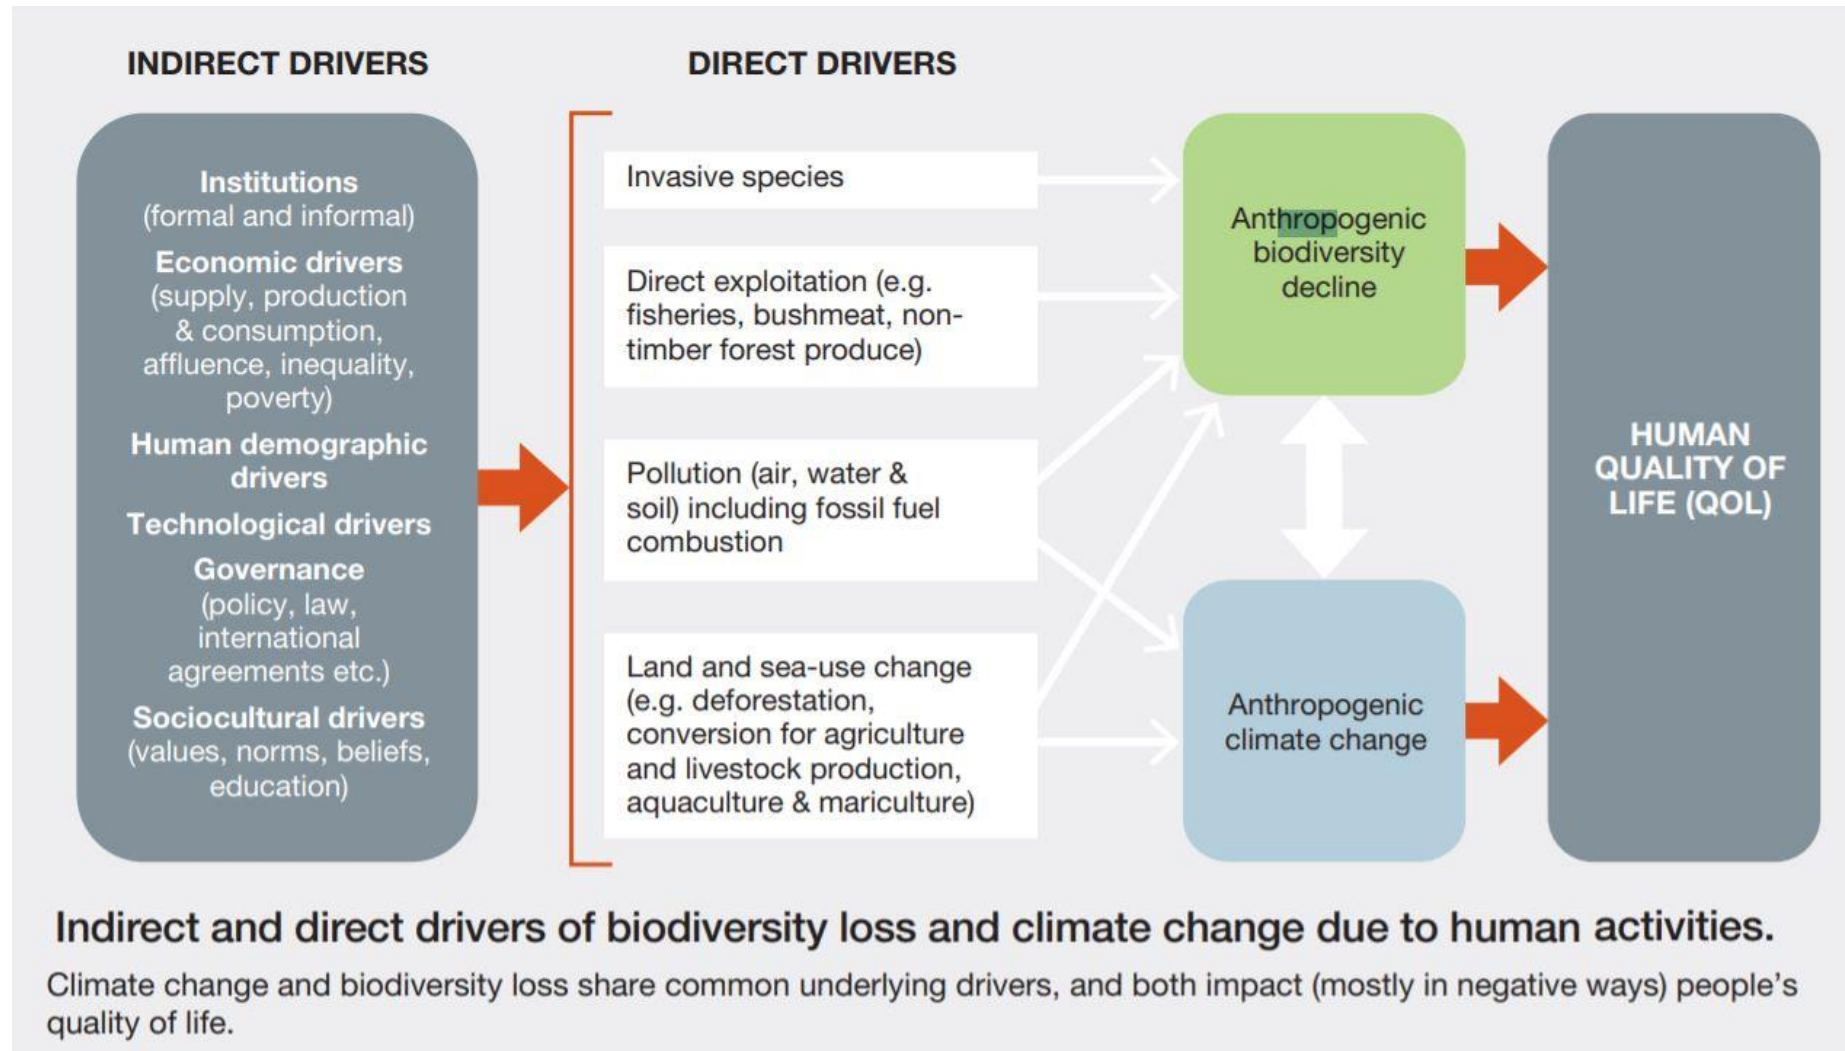 INDIRECT DRIVERS
DIRECT DRIVERS
Institutions
(formal and informal)
Economic drivers
(supply, production
& consumption,
affluence, inequality,
poverty)
Human demographic
drivers
Technological drivers
Governance
(policy, law,
international
agreements etc.)
Sociocultural drivers
(values, norms, beliefs,
education)
Invasive species
Direct exploitation (e.g.
fisheries, bushmeat, non-
timber forest produce)
Pollution (air, water &
soil) including fossil fuel
combustion
Land and sea-use change
(e.g. deforestation,
conversion for agriculture
and livestock production,
aquaculture & mariculture)
Anthropogenic
biodiversity
decline
Anthropogenic
climate change
HUMAN
QUALITY OF
LIFE (QOL)
Indirect and direct drivers of biodiversity loss and climate change due to human activities.
Climate change and biodiversity loss share common underlying drivers, and both impact (mostly in negative ways) people's
quality of life.